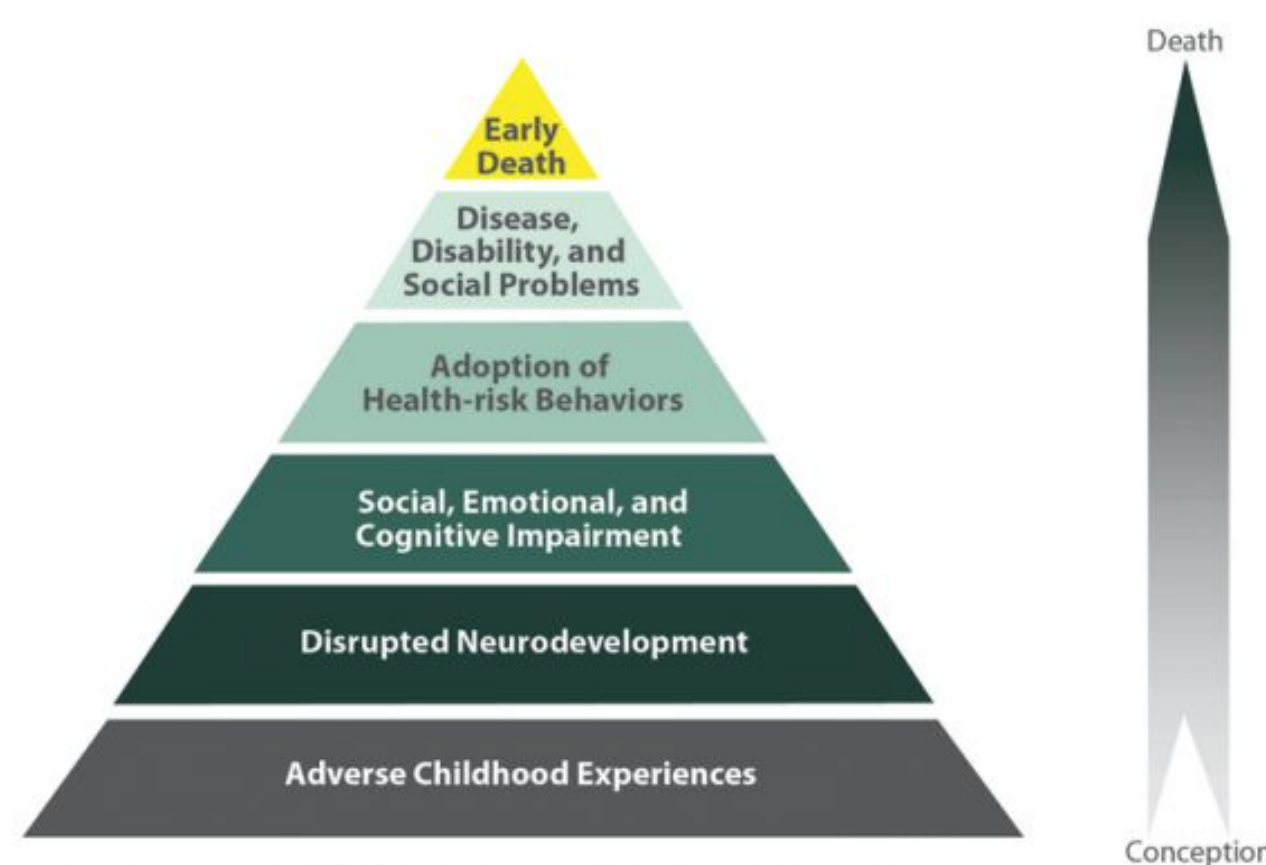 Death
Early
Death
Disease,
Disability, and
Social Problems
Adoption of
Health-risk Behaviors
Social, Emotional, and
Cognitive Impairment
Disrupted Neurodevelopment
Adverse Childhood Experiences
Conception